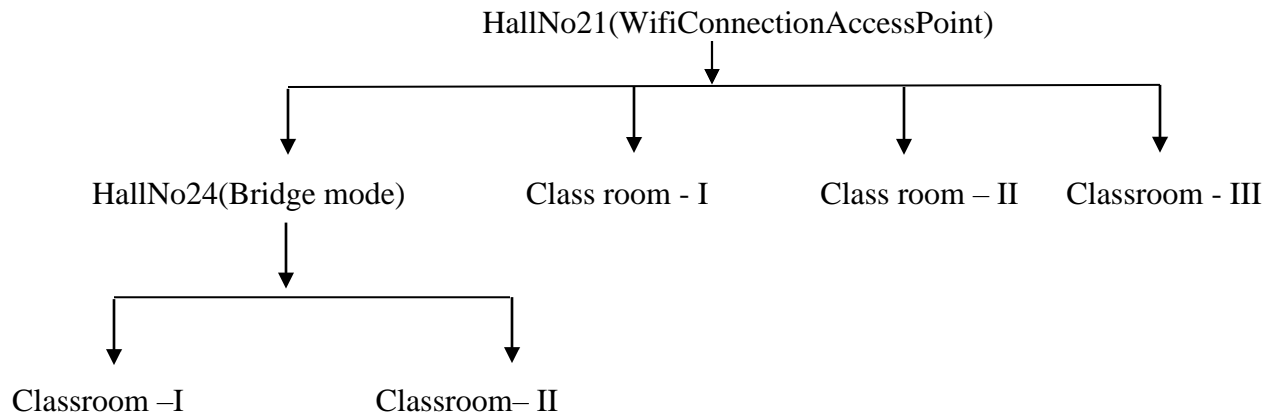 HallNo21(WifiConnectionAccessPoint)
HallNo24(Bridge mode)
Class room - I
Class room – II
Classroom - III
Classroom –I
Classroom– II